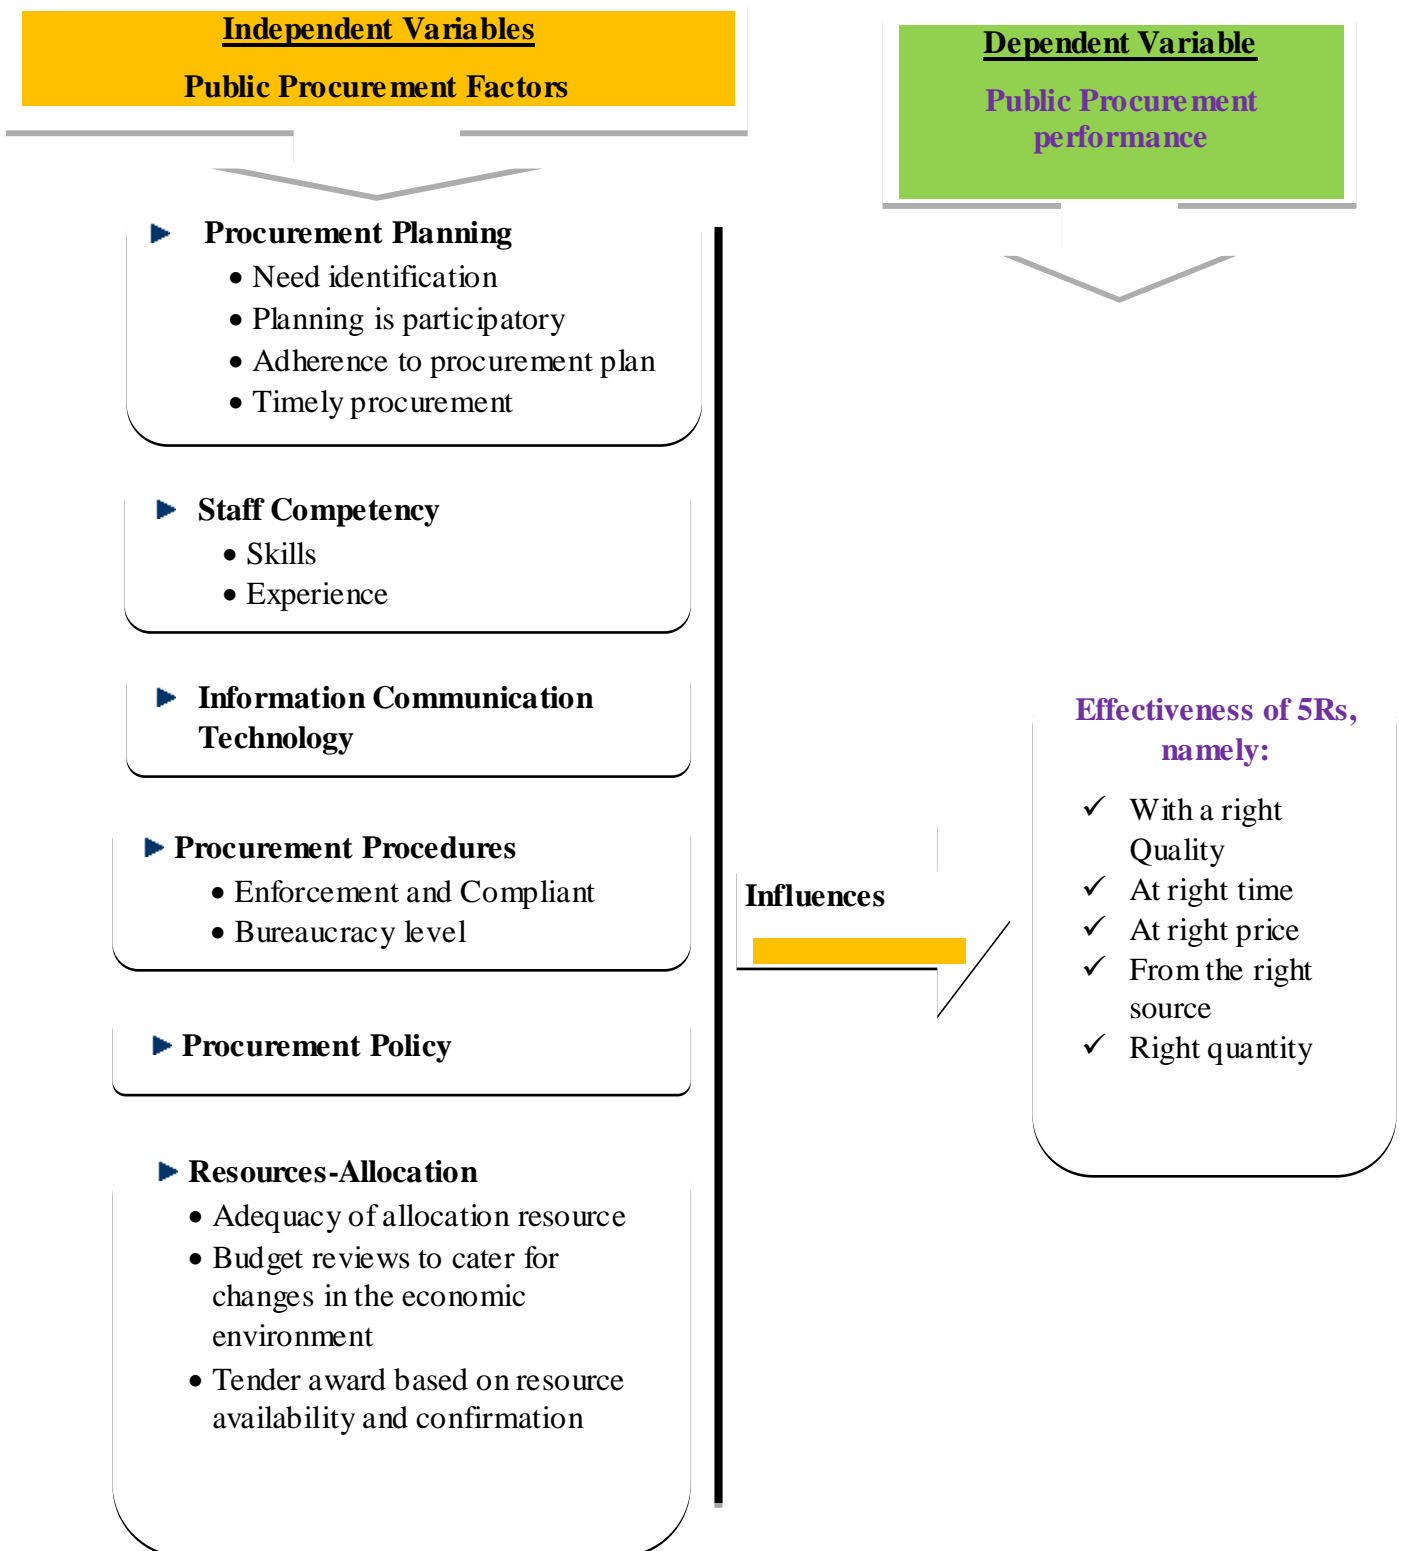 Independent Variables
Public Procurement Factors
Dependent Variable
Public Procurement
performance
Procurement Planning
• Need identification
• Planning is participatory
• Adherence to procurement plan
• Timely procurement
Staff Competency
• Skills
• Experience
Information Communication
Technology
Procurement Procedures
• Enforcement and Compliant
• Bureaucracy level
Procurement Policy
Resources-Allocation
• Adequacy of allocation resource
• Budget reviews to cater for
changes in the economic
environment
• Tender award based on resource
availability and confirmation
Influences
Effectiveness of 5Rs,
namely:
✓ With a right
Quality
✓ At right time
✓ At right price
✓ From the right
source
✓ Right quantity